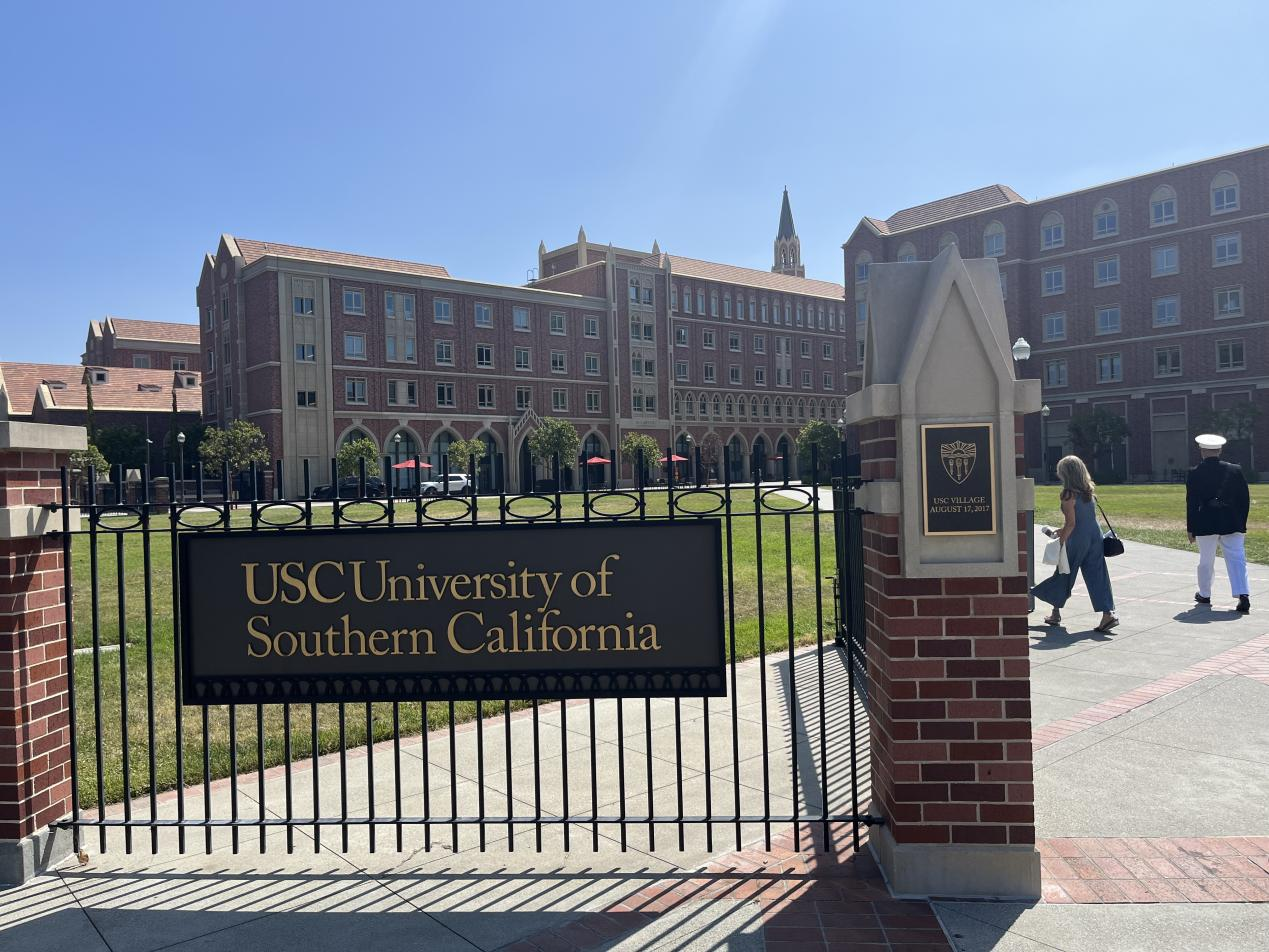 USC University of
Southern California
USC VILLAGE
AUGUST 17, 2017